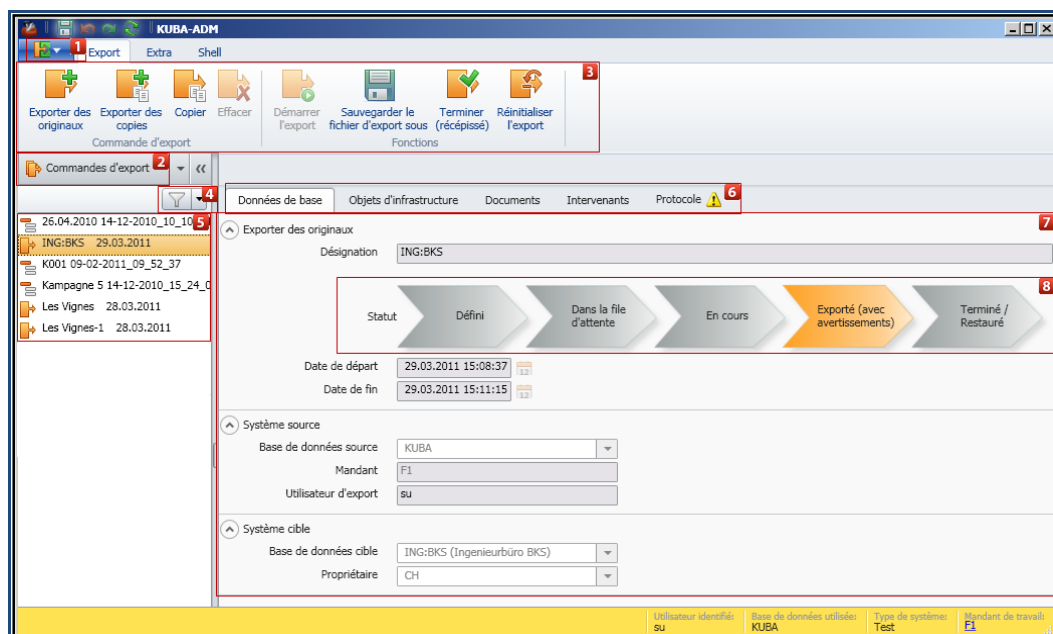 KUBA-ADM
1
Export Extra Shell
3
Exporter des originaux
Exporter des copies
Copier
Effacer
Démarrer l'export
Sauvegarder le fichier d'export sous
Terminer (récépissé)
Réinitialiser l'export
Commande d'export
Fonctions
Commandes d'export 2
4
Données de base Objets d'infrastructure Documents Intervenants Protocole 6
5
26.04.2010 14-12-2010_10_10
ING:BKS 29.03.2011
K001 09-02-2011_09_52_37
Kampagne 5 14-12-2010_15_24_0
Les Vignes 28.03.2011
Les Vignes-1 28.03.2011
7
Exporter des originaux
Désignation ING:BKS
8
Statut
Défini
Dans la file d'attente
En cours
Exporté (avec avertissements)
Terminé / Restauré
Date de départ 29.03.2011 15:08:37
12
Date de fin 29.03.2011 15:11:15
12
Système source
Base de données source KUBA
Mandant F1
Utilisateur d'export su
Système cible
Base de données cible ING:BKS (Ingenieurbüro BKS)
Propriétaire CH
Utilisateur identifié: Base de données utilisée: Type de système: Mandant de travail:
su KUBA Test F1